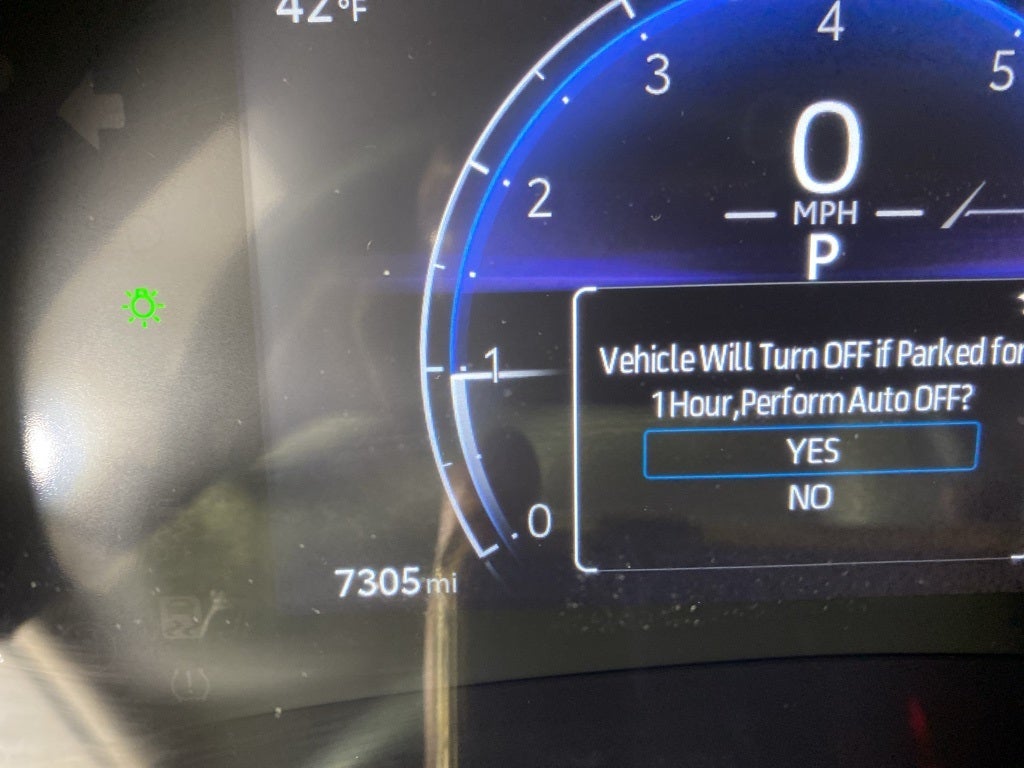 42°F
4
3
5
0
2
MPH
P
1
Vehicle Will Turn OFF if Parked for
1 Hour,Perform Auto OFF?
YES
NO
0
7305 mi